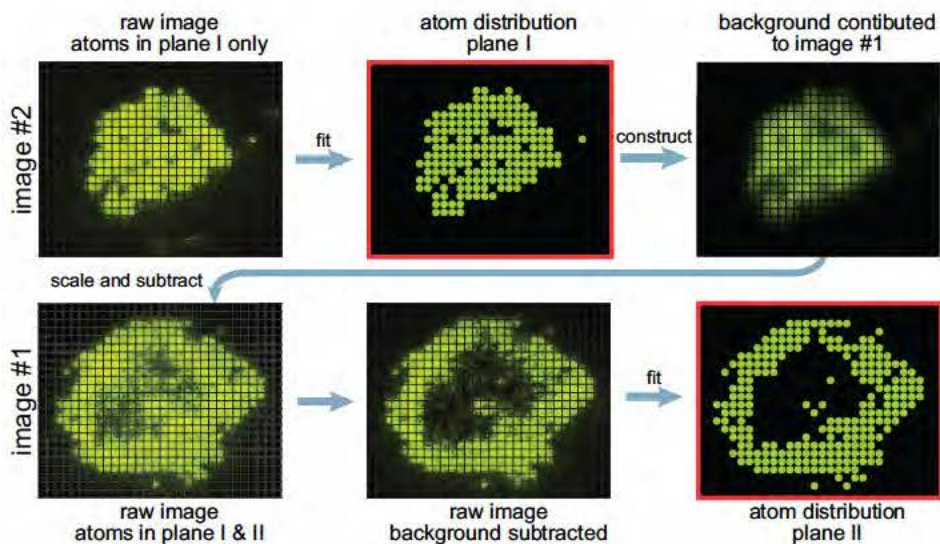 raw image
atoms in plane I only
atom distribution
plane I
background contibuted
to image #1
image #2
fit
construct
scale and subtract
image #1
fit
raw image
atoms in plane I & II
raw image
background subtracted
atom distribution
plane II